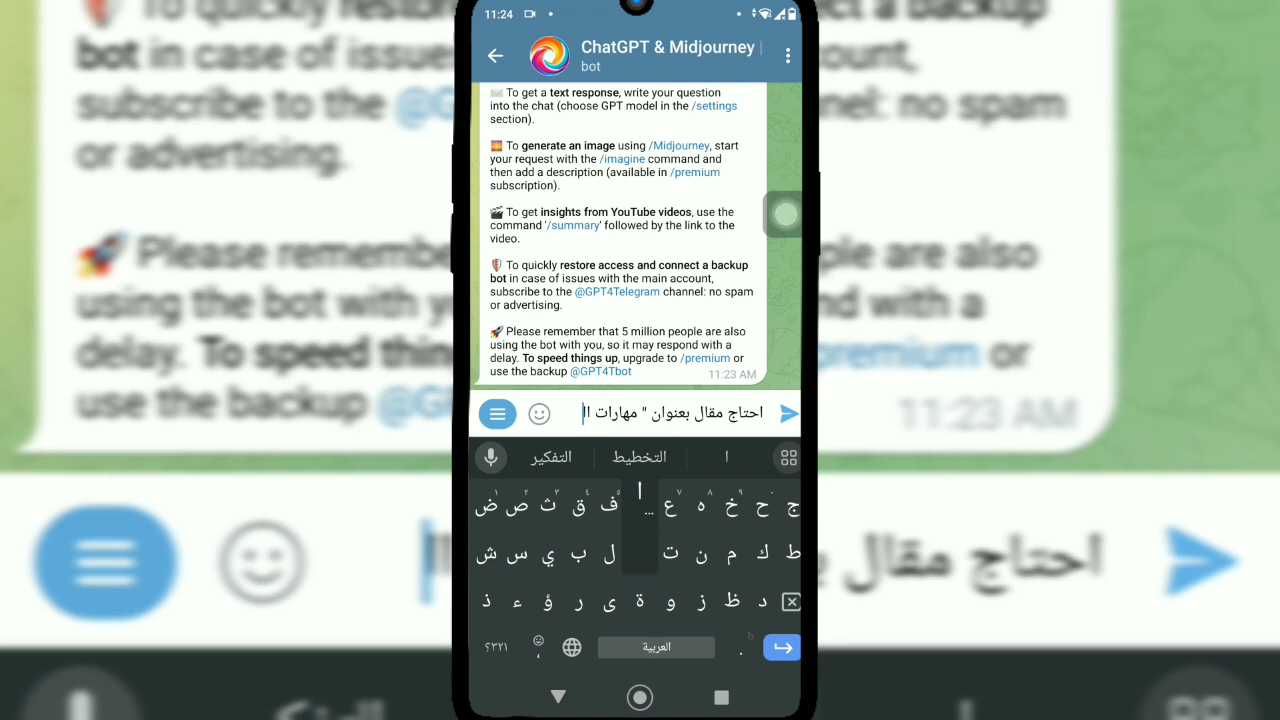 11:24
ChatGPT & Midjourney
bot
✉️ To get a text response, write your question
into the chat (choose GPT model in the /settings
section).
🌅 To generate an image using /Midjourney, start
your request with the /imagine command and
then add a description (available in /premium
subscription).
🎬 To get insights from YouTube videos, use the
command '/summary' followed by the link to the
video.
🛡 To quickly restore access and connect a backup
bot in case of issues with the main account,
subscribe to the @GPT4Telegram channel: no spam
or advertising.
🚀 Please remember that 5 million people are also
using the bot with you, so it may respond with a
delay. To speed things up, upgrade to /premium or
use the backup @GPT4Tbot
11:23 AM
احتاج مقال بعنوان " مهارات ال
ا التخطيط التفكير
ج ح خ ه ع ا ف ق ث ص ض
ط ك م ن ت ل ب ي س ش
د ظ ز و ة ى ر ؤ ء ذ
؟٣٢١ العربية .